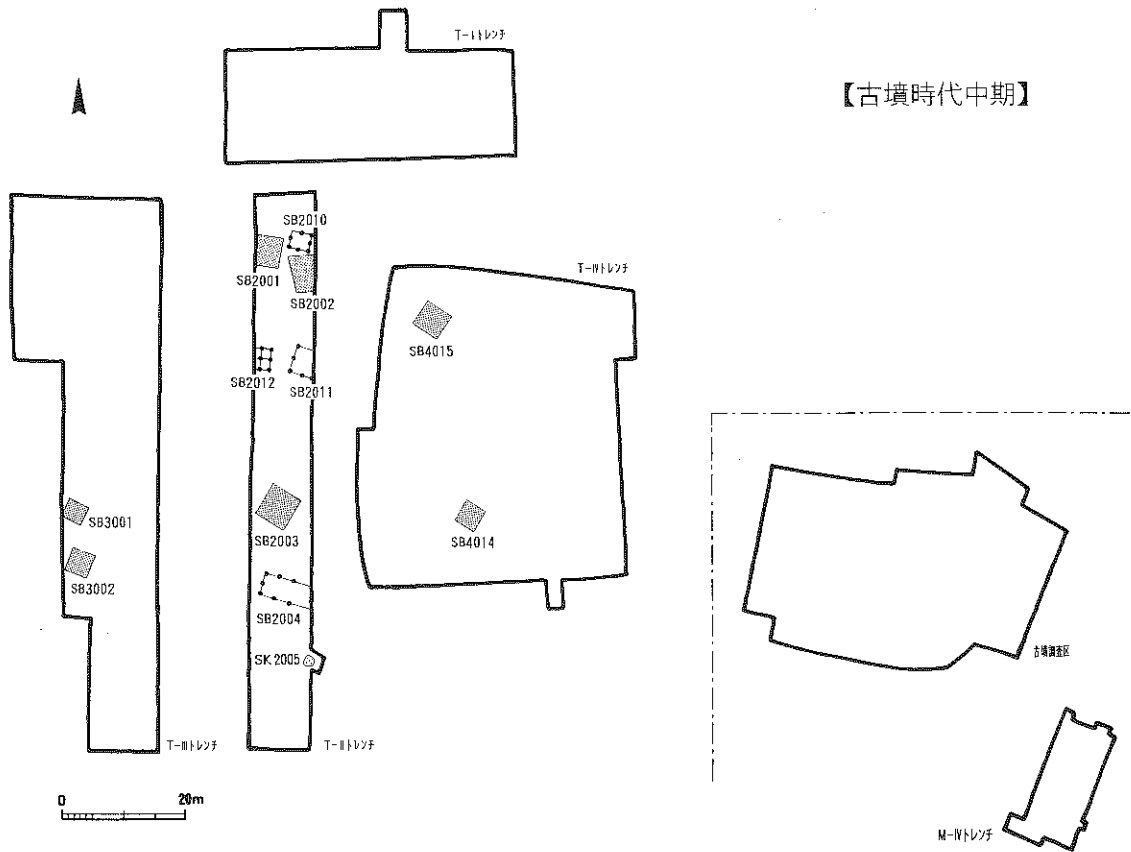 T-Iトレンチ
【古墳時代中期】
SB2010
SB2001
SB2002
T-IVトレンチ
SB4015
SB2012
SB2011
SB3001
SB2003
SB4014
SB3002
SB2004
SK2005
古墳調査区
T-IIIトレンチ
T-IIトレンチ
0 20m
M-IVトレンチ